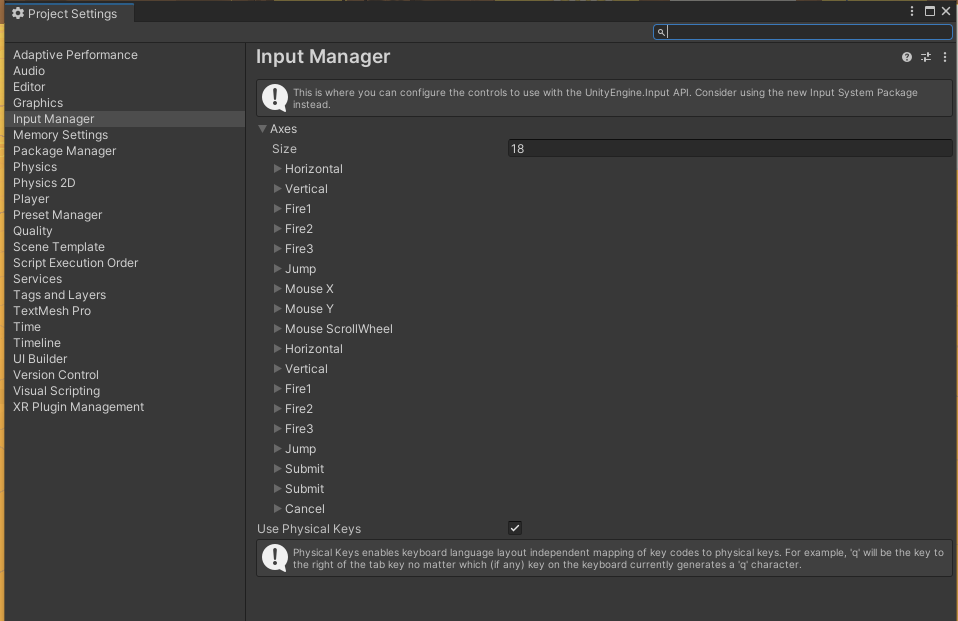 Project Settings
Adaptive Performance
Audio
Editor
Graphics
Input Manager
Memory Settings
Package Manager
Physics
Physics 2D
Player
Preset Manager
Quality
Scene Template
Script Execution Order
Services
Tags and Layers
TextMesh Pro
Time
Timeline
UI Builder
Version Control
Visual Scripting
XR Plugin Management
Input Manager
This is where you can configure the controls to use with the UnityEngine.Input API. Consider using the new Input System Package
instead.
Axes
Size 18
Horizontal
Vertical
Fire1
Fire2
Fire3
Jump
Mouse X
Mouse Y
Mouse ScrollWheel
Horizontal
Vertical
Fire1
Fire2
Fire3
Jump
Submit
Submit
Cancel
Use Physical Keys
Physical Keys enables keyboard language layout independent mapping of key codes to physical keys. For example, 'q' will be the key to
the right of the tab key no matter which (if any) key on the keyboard currently generates a 'q' character.